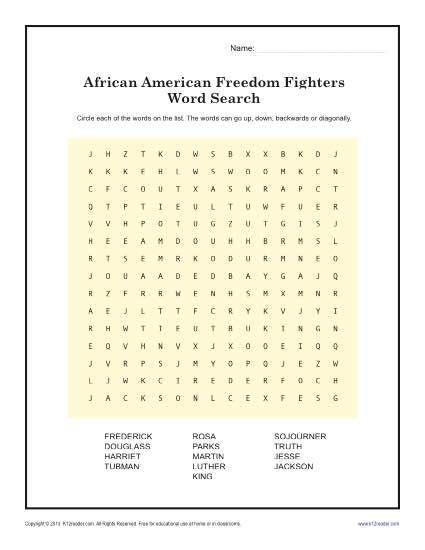 Name:
African American Freedom Fighters
Word Search
Circle each of the words on the list. The words can go up, down, backwards or diagonally.
J H Z T K D W S B X X B K D J
K K K E H L W S W O O M K C N
C F C O U T X A S K R A P C T
Q T P T I E U L T U W F U E R
V V H P O T U G Z U T G I S J
H E E A M D O U H H B R M S L
R T S E M R K O D U R M N E O
J O U A A D E D B A Y G A J Q
R Z F R R W E N H S M X M N R
A E J L T T F C R Y K V J Y I
R H W T I F U T B U K I N G N
E Q V H N V X J X O O E I Q Q
J V R P S J M Y O P Q J E Z W
L J W K C I R E D E R F O C H
J A C K S O N L C E X F E S G
FREDERICK ROSA SOJOURNER
DOUGLASS PARKS TRUTH
HARRIET MARTIN JESSE
TUBMAN LUTHER JACKSON
KING
Copyright © 2013 K12reader.com. All Rights Reserved. Free for educational use at home or in classrooms. www.k12reader.com